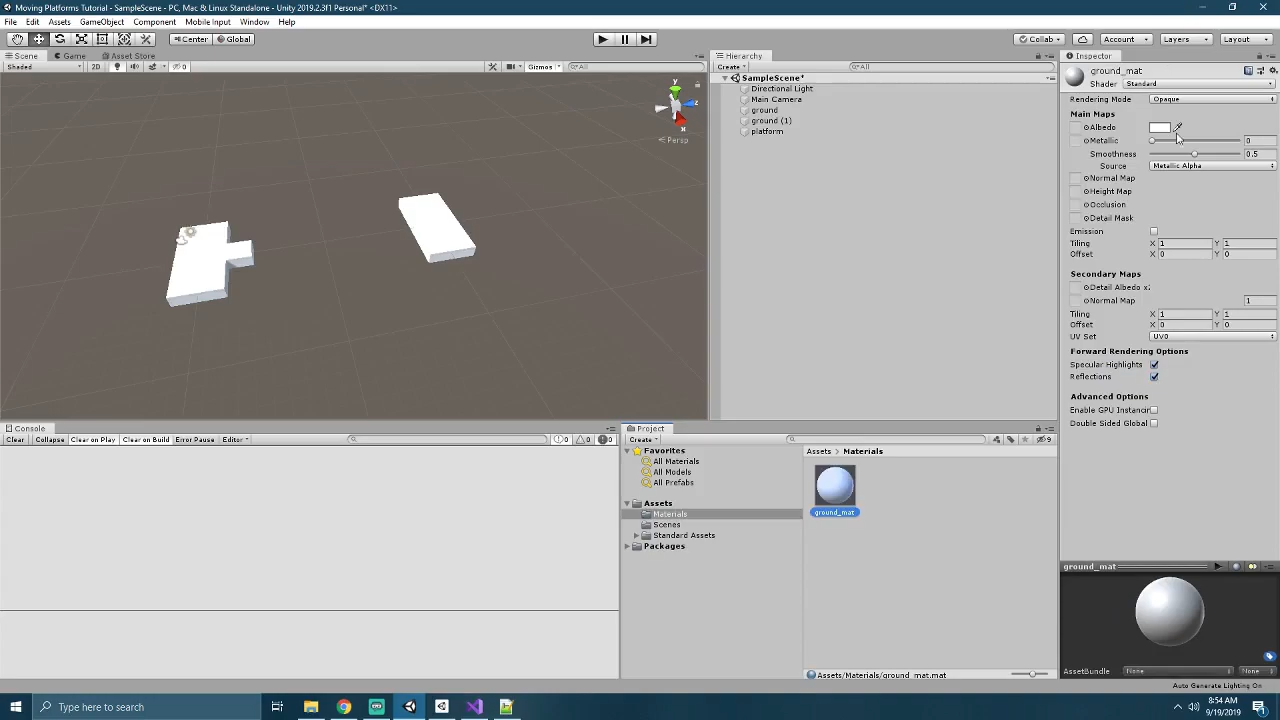 Moving Platforms Tutorial - SampleScene - PC, Mac & Linux Standalone - Unity 2019.2.3f1 Personal* <DX11>
File Edit Assets GameObject Component Mobile Input Window Help
Center Global Collab Account Layers Layout
Scene Game Asset Store
Shaded 2D Gizmos All
y
z
x
Persp
Hierarchy
Create All
SampleScene*
Directional Light
Main Camera
ground
ground (1)
platform
Inspector
ground_mat
Shader Standard
Rendering Mode Opaque
Main Maps
Albedo
Metallic 0
Smoothness 0.5
Source Metallic Alpha
Normal Map
Height Map
Occlusion
Detail Mask
Emission
Tiling X 1 Y 1
Offset X 0 Y 0
Secondary Maps
Detail Albedo x2
Normal Map 1
Tiling X 1 Y 1
Offset X 0 Y 0
UV Set UV0
Forward Rendering Options
Specular Highlights
Reflections
Advanced Options
Enable GPU Instancin
Double Sided Global
Console
Clear Collapse Clear on Play Clear on Build Error Pause Editor 0 0 0
Project
Create 9
Favorites
All Materials
All Models
All Prefabs
Assets
Materials
Scenes
Standard Assets
Packages
Assets > Materials
ground_mat
Assets/Materials/ground_mat.mat
ground_mat
AssetBundle None None
Auto Generate Lighting On
Type here to search
8:54 AM
9/19/2019
1